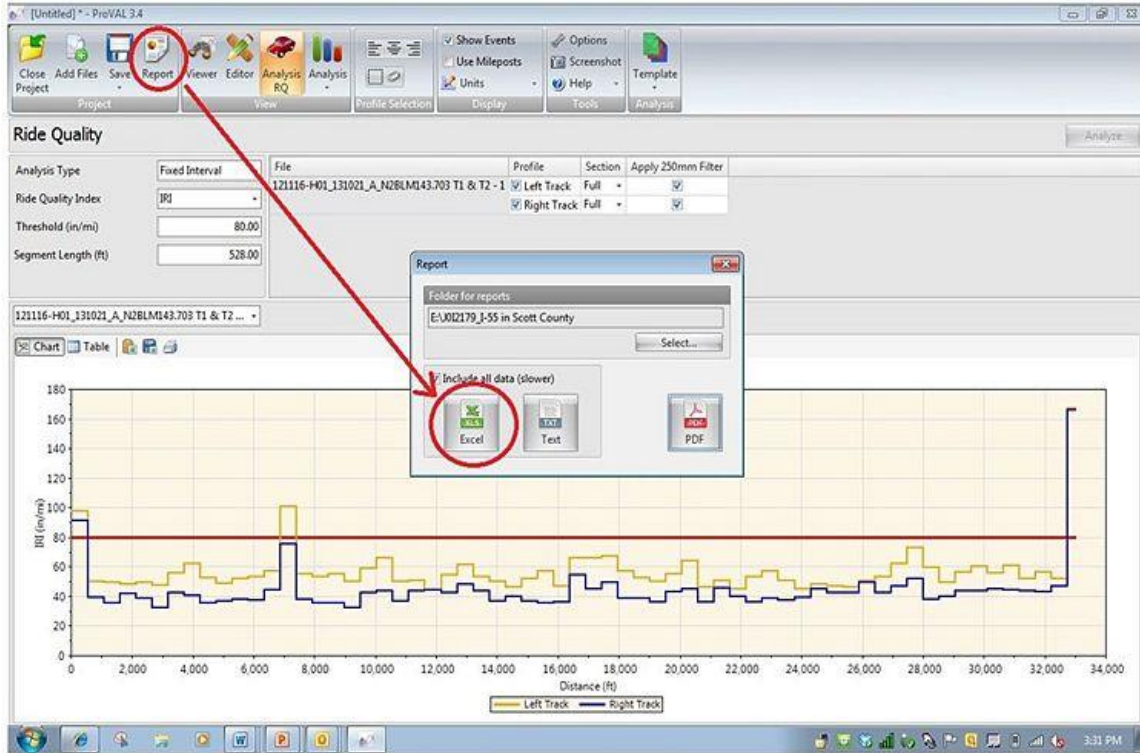 [Untitled] * - ProVAL 3.4
Close Project
Add Files
Save
Report
Viewer
Editor
Analysis RQ
Analysis
Show Events
Use Mileposts
Units
Options
Screenshot
Help
Template
Project
View
Profile Selection
Display
Tools
Analysis
Ride Quality
Analyze
Analysis Type Fixed Interval
Ride Quality Index IRI
Threshold (in/mi) 80.00
Segment Length (ft) 528.00
File Profile Section Apply 250mm Filter
121116-H01_131021_A_N2BLM143.703 T1 & T2 - 1 Left Track Full
Right Track Full
121116-H01_131021_A_N2BLM143.703 T1 & T2 ...
Chart Table
Report
Folder for reports
E:\J0I2179_I-55 in Scott County
Select...
Include all data (slower)
XLS
Excel
TXT
Text
PDF
PDF
180
160
140
120
100
80
60
40
20
0
IRI (in/mi)
0 2,000 4,000 6,000 8,000 10,000 12,000 14,000 16,000 18,000 20,000 22,000 24,000 26,000 28,000 30,000 32,000 34,000
Distance (ft)
Left Track Right Track
W P O
3:31 PM